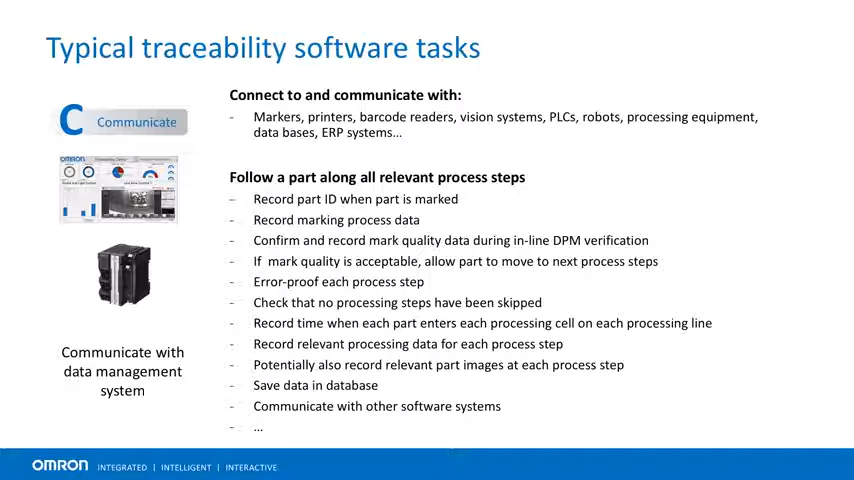 Typical traceability software tasks
C Communicate
OMRON
Communicate with
data management
system
Connect to and communicate with:
- Markers, printers, barcode readers, vision systems, PLCs, robots, processing equipment,
data bases, ERP systems...
Follow a part along all relevant process steps
- Record part ID when part is marked
- Record marking process data
- Confirm and record mark quality data during in-line DPM verification
- If mark quality is acceptable, allow part to move to next process steps
- Error-proof each process step
- Check that no processing steps have been skipped
- Record time when each part enters each processing cell on each processing line
- Record relevant processing data for each process step
- Potentially also record relevant part images at each process step
- Save data in database
- Communicate with other software systems
- ...
OMRON INTEGRATED | INTELLIGENT | INTERACTIVE